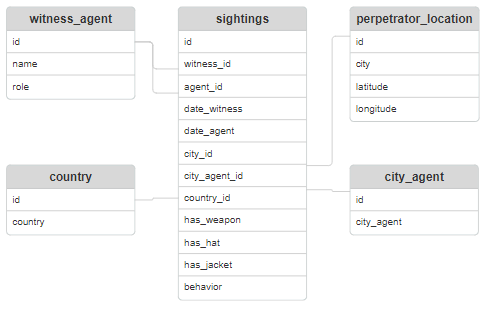 witness_agent
id
name
role
sightings
id
witness_id
agent_id
date_witness
date_agent
city_id
city_agent_id
country_id
has_weapon
has_hat
has_jacket
behavior
perpetrator_location
id
city
latitude
longitude
country
id
country
city_agent
id
city_agent